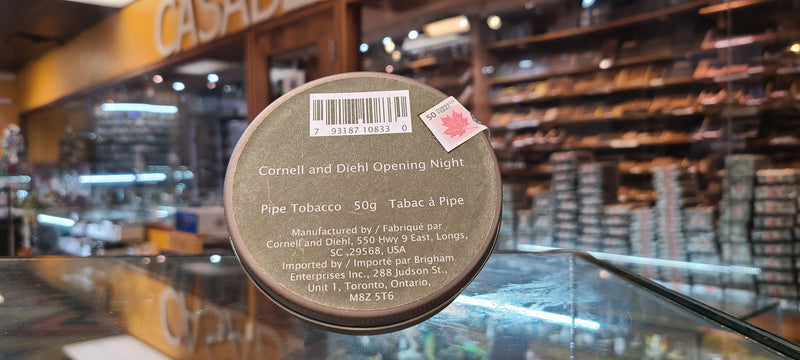 CASA
7 93187 10833 0
50
Cornell and Diehl Opening Night
Pipe Tobacco 50g Tabac à Pipe
Manufactured by / Fabriqué par
Cornell and Diehl, 550 Hwy 9 East, Longs,
SC ,29568, USA
Imported by / Importé par Brigham
Enterprises Inc., 288 Judson St.,
Unit 1, Toronto, Ontario,
M8Z 5T6